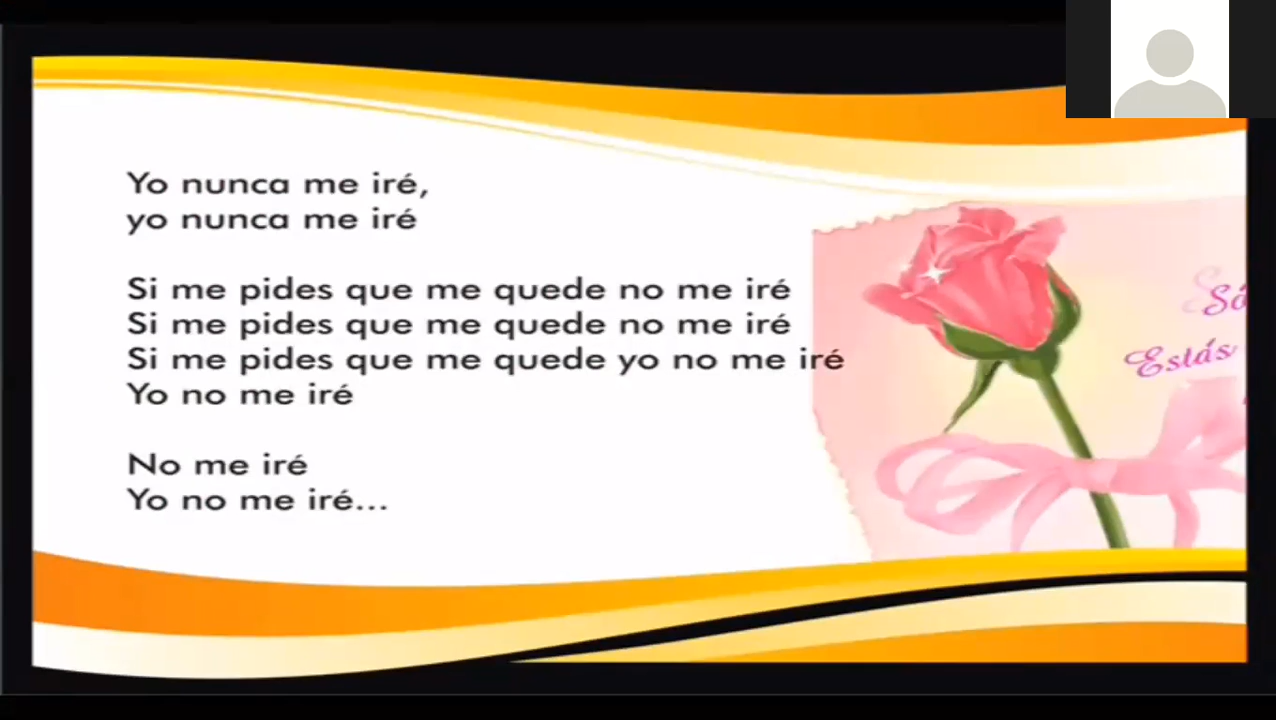 Yo nunca me iré,
yo nunca me iré
Si me pides que me quede no me iré
Si me pides que me quede no me iré
Si me pides que me quede yo no me iré
Yo no me iré
No me iré
Yo no me iré...
Estás